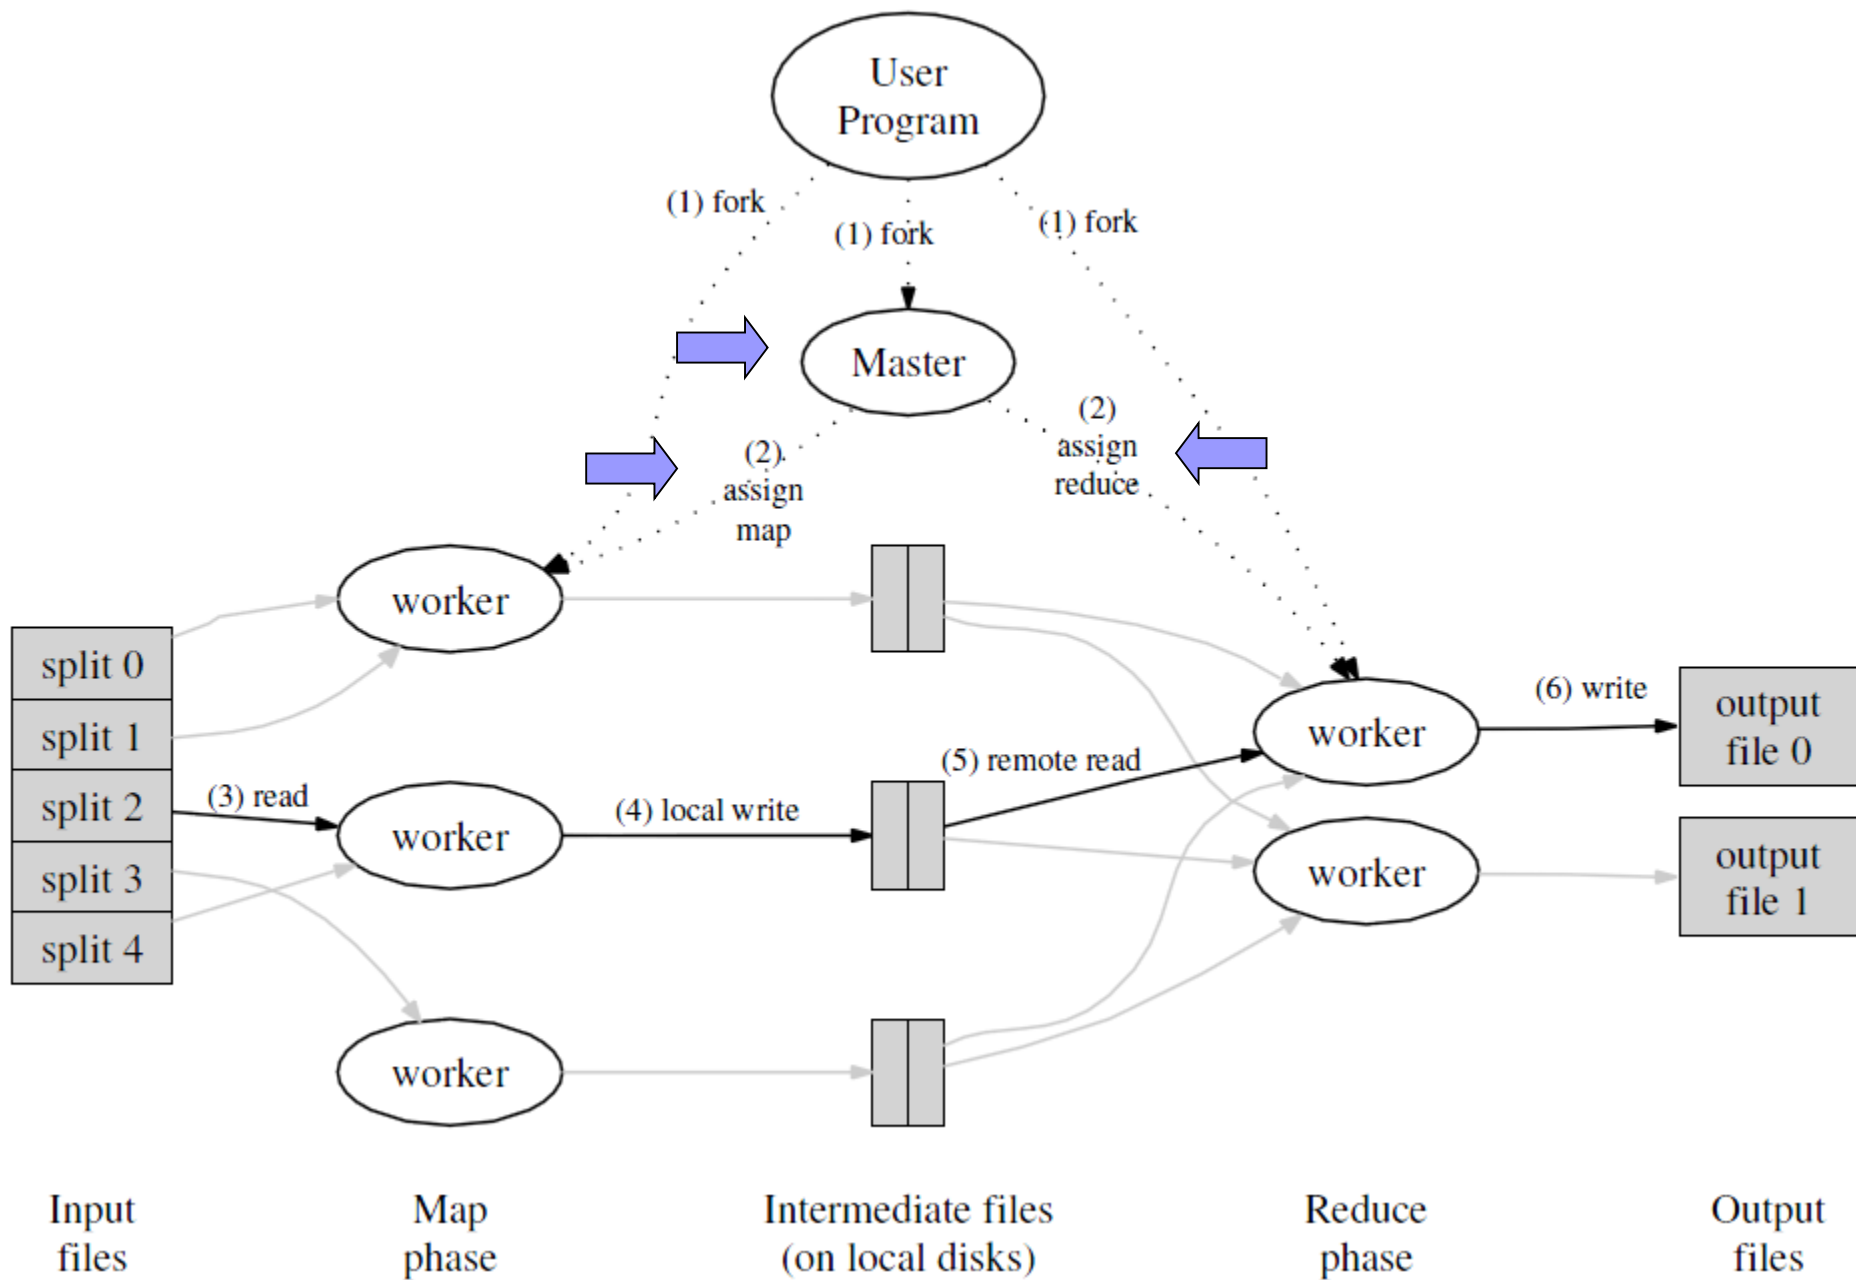 User
Program
(1) fork
(1) fork
(1) fork
Master
(2)
assign
map
(2)
assign
reduce
worker
split 0
split 1
split 2
split 3
split 4
(3) read
worker
(4) local write
worker
(5) remote read
worker
worker
(6) write
output
file 0
output
file 1
Input
files
Map
phase
Intermediate files
(on local disks)
Reduce
phase
Output
files